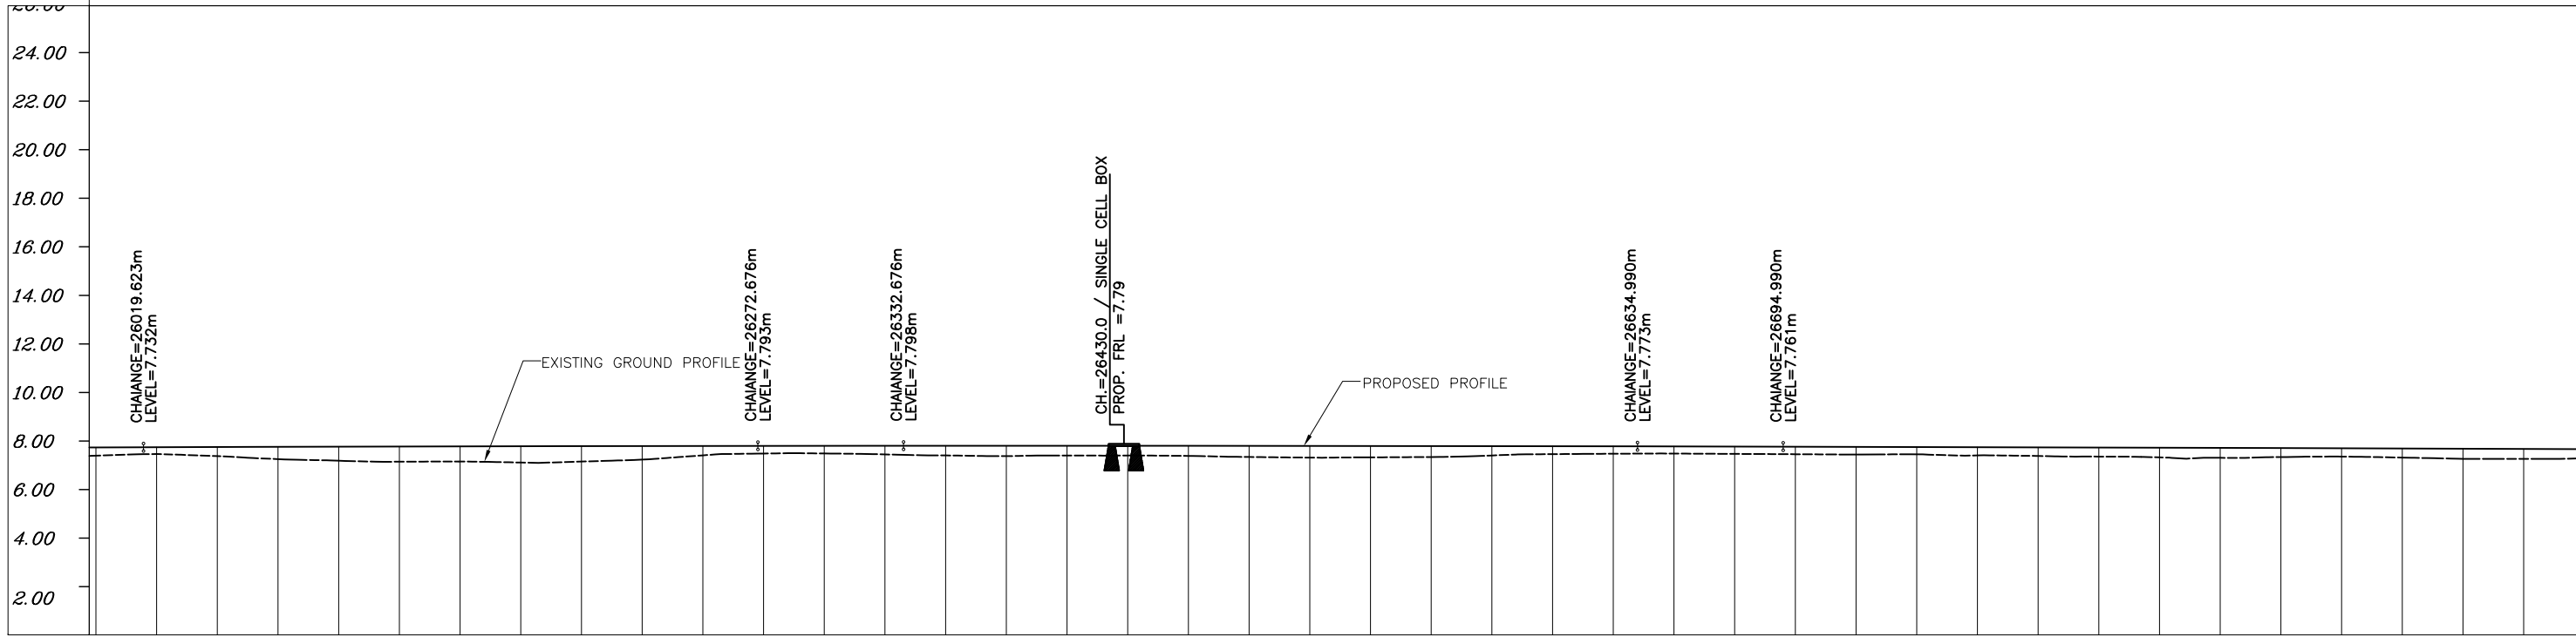 26.00
24.00
22.00
20.00
18.00
16.00
14.00
12.00
10.00
8.00
6.00
4.00
2.00
CHAIANGE=26019.623m
LEVEL=7.732m
EXISTING GROUND PROFILE
CHAIANGE=26272.676m
LEVEL=7.793m
CHAIANGE=26332.676m
LEVEL=7.798m
CH.=26430.0 / SINGLE CELL BOX
PROP. FRL =7.79
PROPOSED PROFILE
CHAIANGE=26634.990m
LEVEL=7.773m
CHAIANGE=26694.990m
LEVEL=7.761m